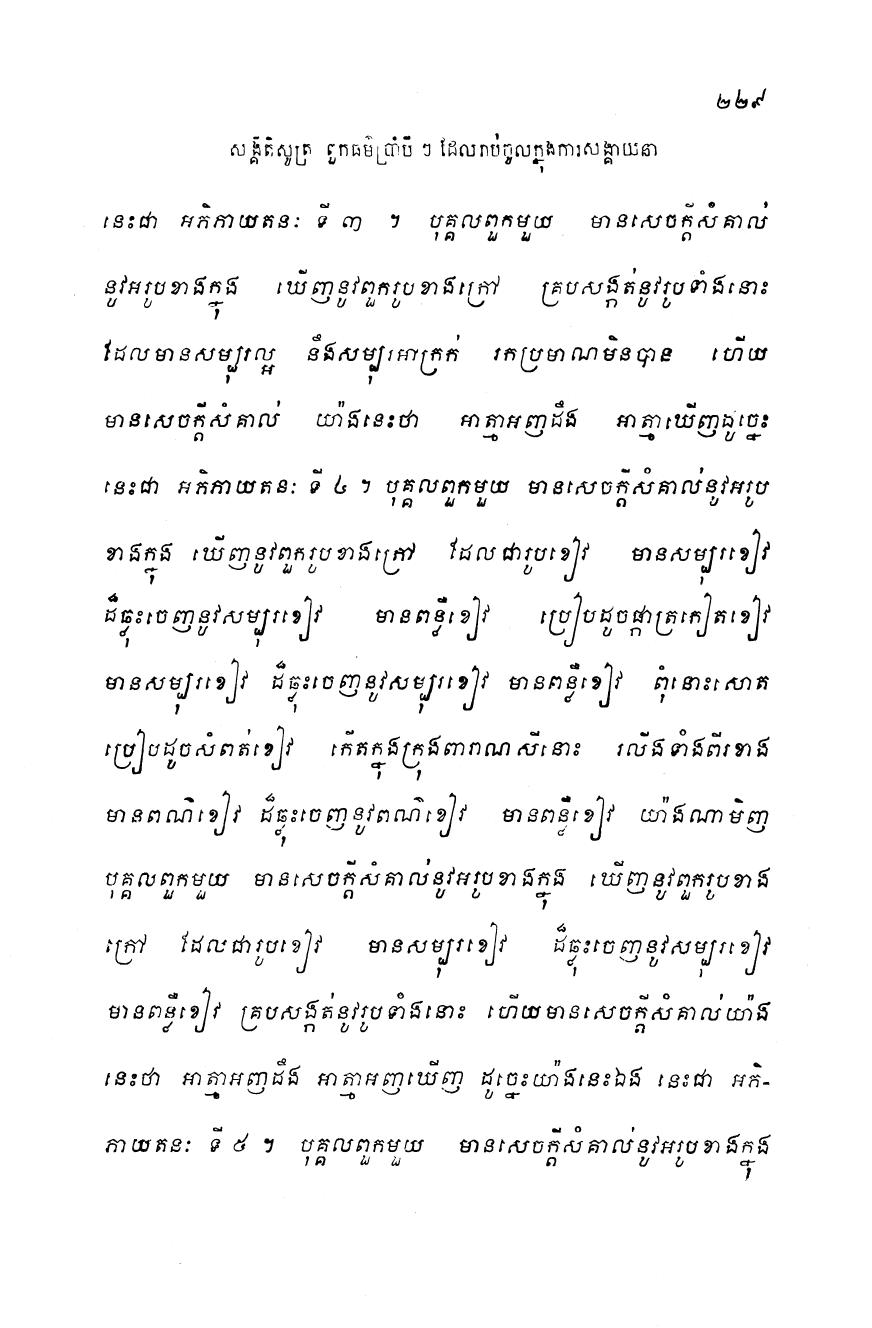 ២២៩
សង្គីតិសូត្រ ពួកធម៌ប្រាំបី ៗ ដែលរាប់ចូលក្នុងការសង្គាយនា
នេះជា អភិភាយតនៈ ទី ៣ ។ បុគ្គលពួកមួយ មានសេចក្តីសំគាល់
នូវអរូបខាងក្នុង ឃើញនូវពួករូបខាងក្រៅ គ្របសង្កត់នូវរូបទាំងនោះ
ដែលមានសម្បុរល្អ នឹងសម្បុរអាក្រក់ រកប្រមាណមិនបាន ហើយ
មានសេចក្តីសំគាល់ យ៉ាងនេះថា អាត្មាអញដឹង អាត្មាឃើញដូច្នេះ
នេះជា អភិភាយតនៈ ទី ៤ ។ បុគ្គលពួកមួយ មានសេចក្តីសំគាល់នូវអរូប
ខាងក្នុង ឃើញនូវពួករូបខាងក្រៅ ដែលជារូបខៀវ មានសម្បុរខៀវ
ដ៏ធ្លុះចេញនូវសម្បុរខៀវ មានពន្លឺខៀវ ប្រៀបដូចផ្កាត្រកៀតខៀវ
មានសម្បុរខៀវ ដ៏ធ្លុះចេញនូវសម្បុរខៀវ មានពន្លឺខៀវ ពុំនោះសោត
ប្រៀបដូចសំពត់ខៀវ កើតក្នុងក្រុងពារាណសីនោះ រលីងទាំងពីរខាង
មានពណ៌ខៀវ ដ៏ធ្លុះចេញនូវពណ៌ខៀវ មានពន្លឺខៀវ យ៉ាងណាមិញ
បុគ្គលពួកមួយ មានសេចក្តីសំគាល់នូវអរូបខាងក្នុង ឃើញនូវពួករូបខាង
ក្រៅ ដែលជារូបខៀវ មានសម្បុរខៀវ ដ៏ធ្លុះចេញនូវសម្បុរខៀវ
មានពន្លឺខៀវ គ្របសង្កត់នូវរូបទាំងនោះ ហើយមានសេចក្តីសំគាល់យ៉ាង
នេះថា អាត្មាអញដឹង អាត្មាអញឃើញ ដូច្នេះយ៉ាងនេះឯង នេះជា អភិ-
ភាយតនៈ ទី ៥ ។ បុគ្គលពួកមួយ មានសេចក្តីសំគាល់នូវអរូបខាងក្នុង